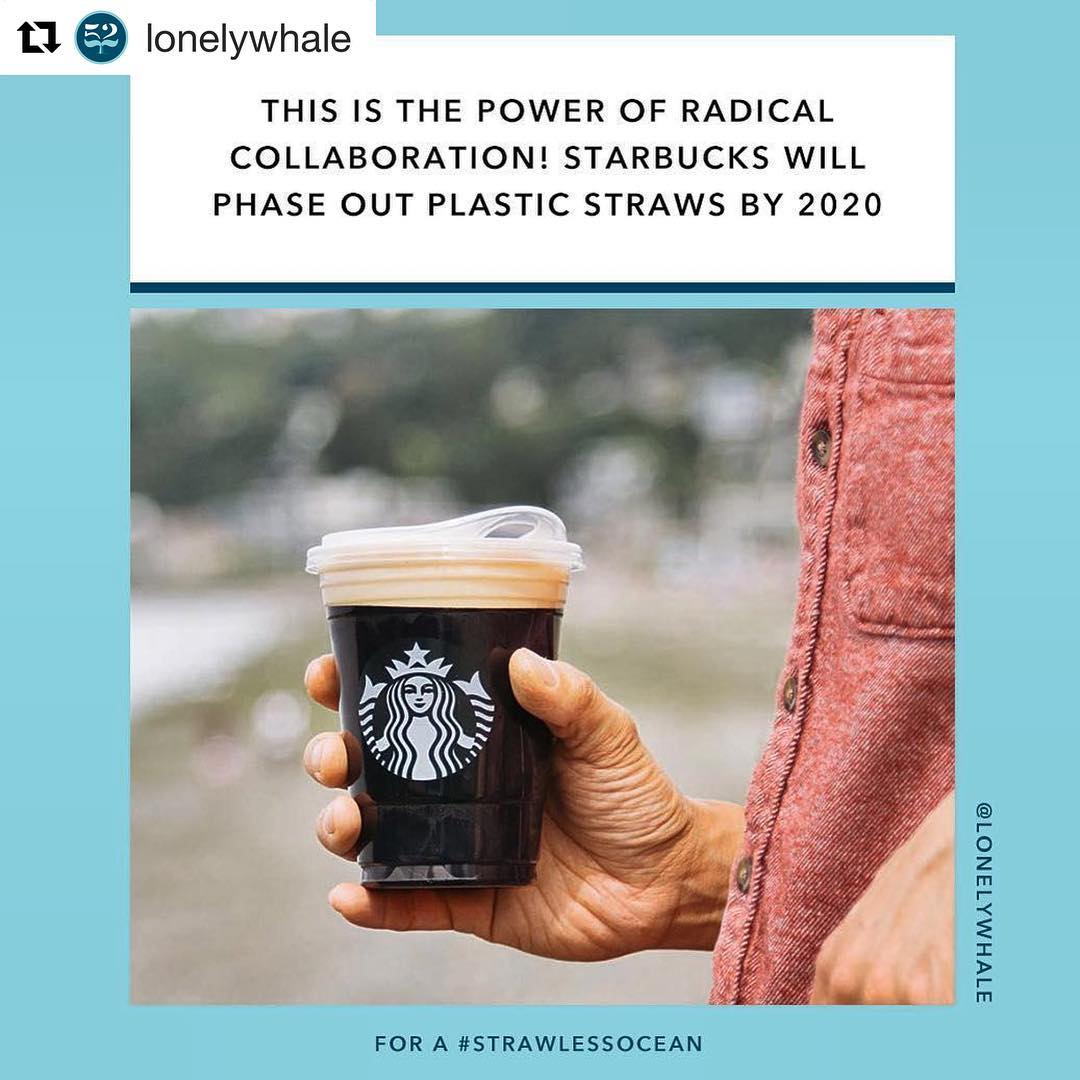 52
lonelywhale
THIS IS THE POWER OF RADICAL
COLLABORATION! STARBUCKS WILL
PHASE OUT PLASTIC STRAWS BY 2020
@LONELYWHALE
FOR A #STRAWLESSOCEAN